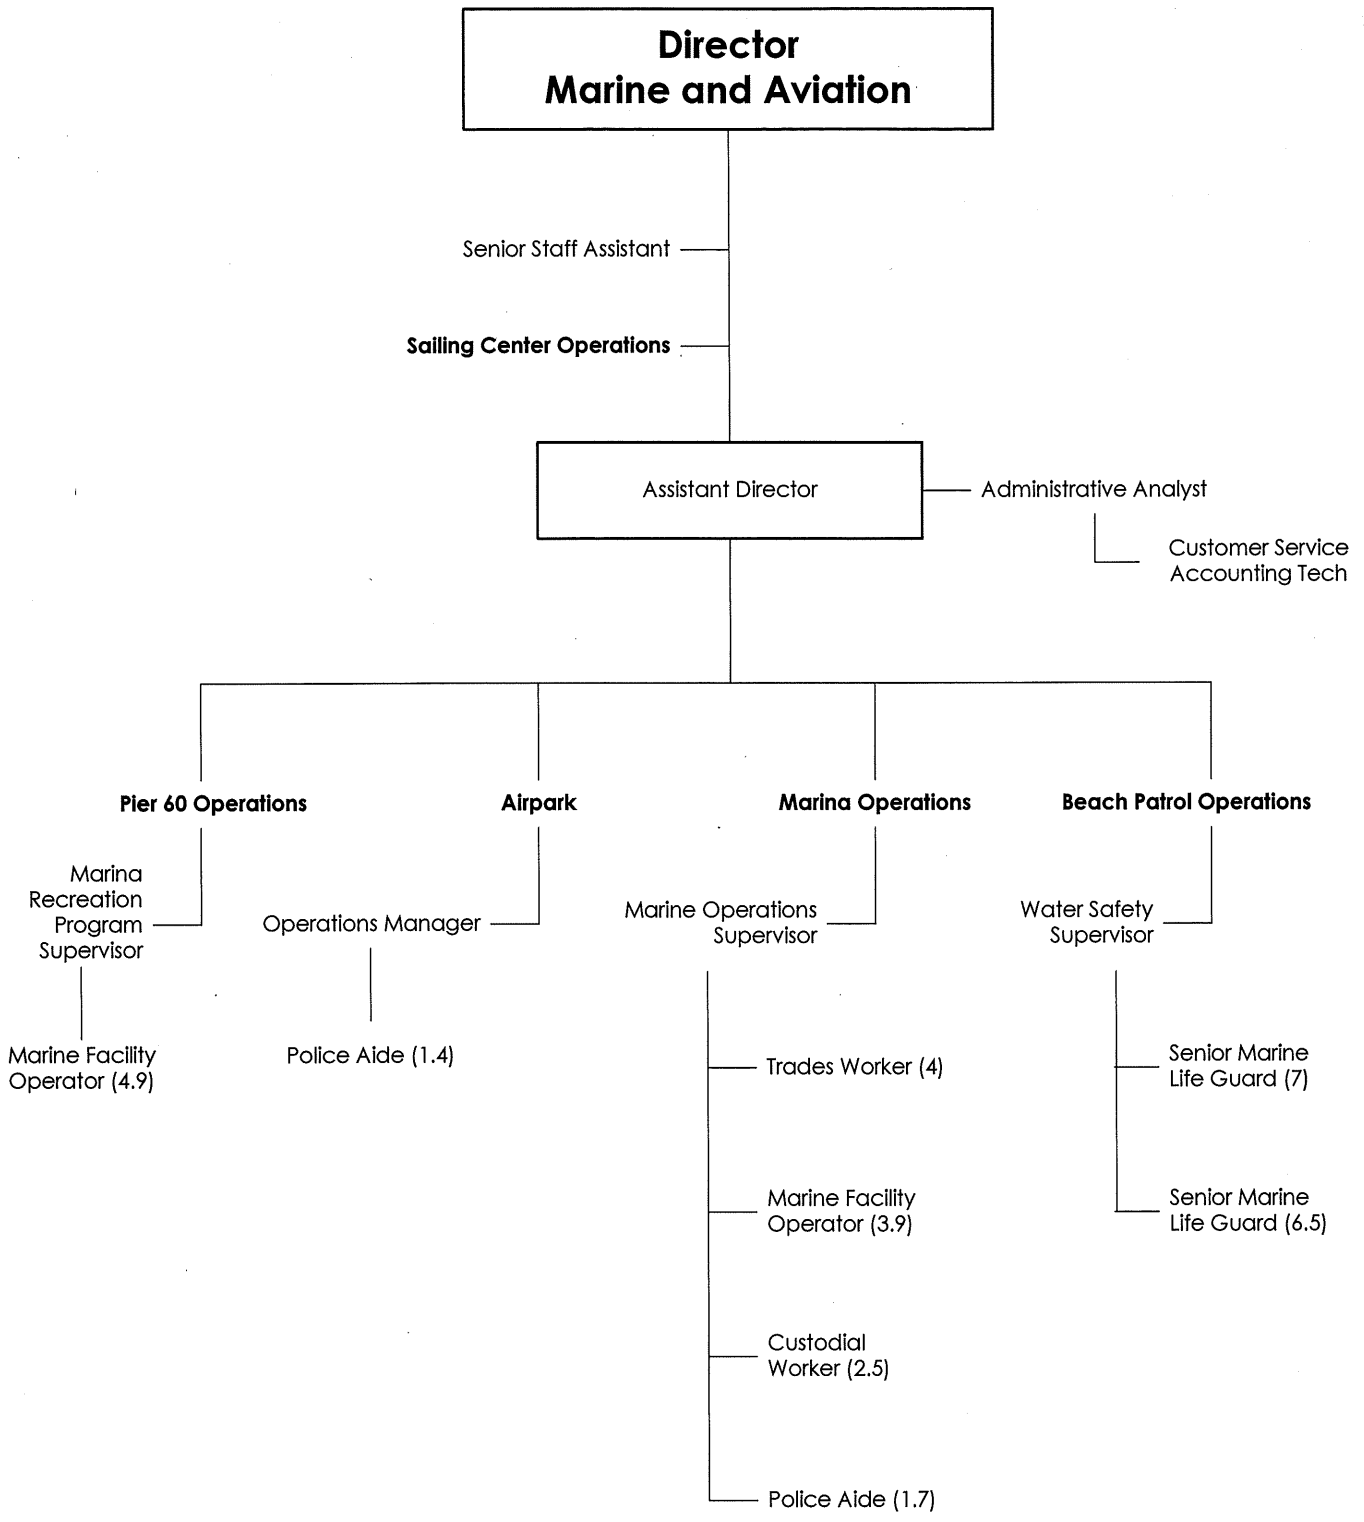 Director
Marine and Aviation
Senior Staff Assistant
Sailing Center Operations
Assistant Director
Administrative Analyst
Customer Service
Accounting Tech
Pier 60 Operations
Airpark
Marina Operations
Beach Patrol Operations
Marina
Recreation
Program
Supervisor
Operations Manager
Marine Operations
Supervisor
Water Safety
Supervisor
Marine Facility
Operator (4.9)
Police Aide (1.4)
Trades Worker (4)
Marine Facility
Operator (3.9)
Custodial
Worker (2.5)
Police Aide (1.7)
Senior Marine
Life Guard (7)
Senior Marine
Life Guard (6.5)